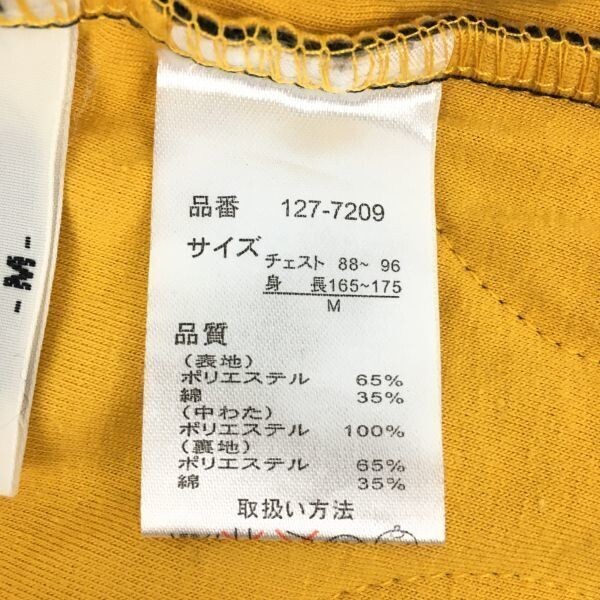 - M -
品番 127-7209
サイズ
チェスト 88~ 96
身 長165~175
M
品質
(表地)
ポリエステル 65%
綿 35%
(中わた)
ポリエステル 100%
(裏地)
ポリエステル 65%
綿 35%
取扱い方法